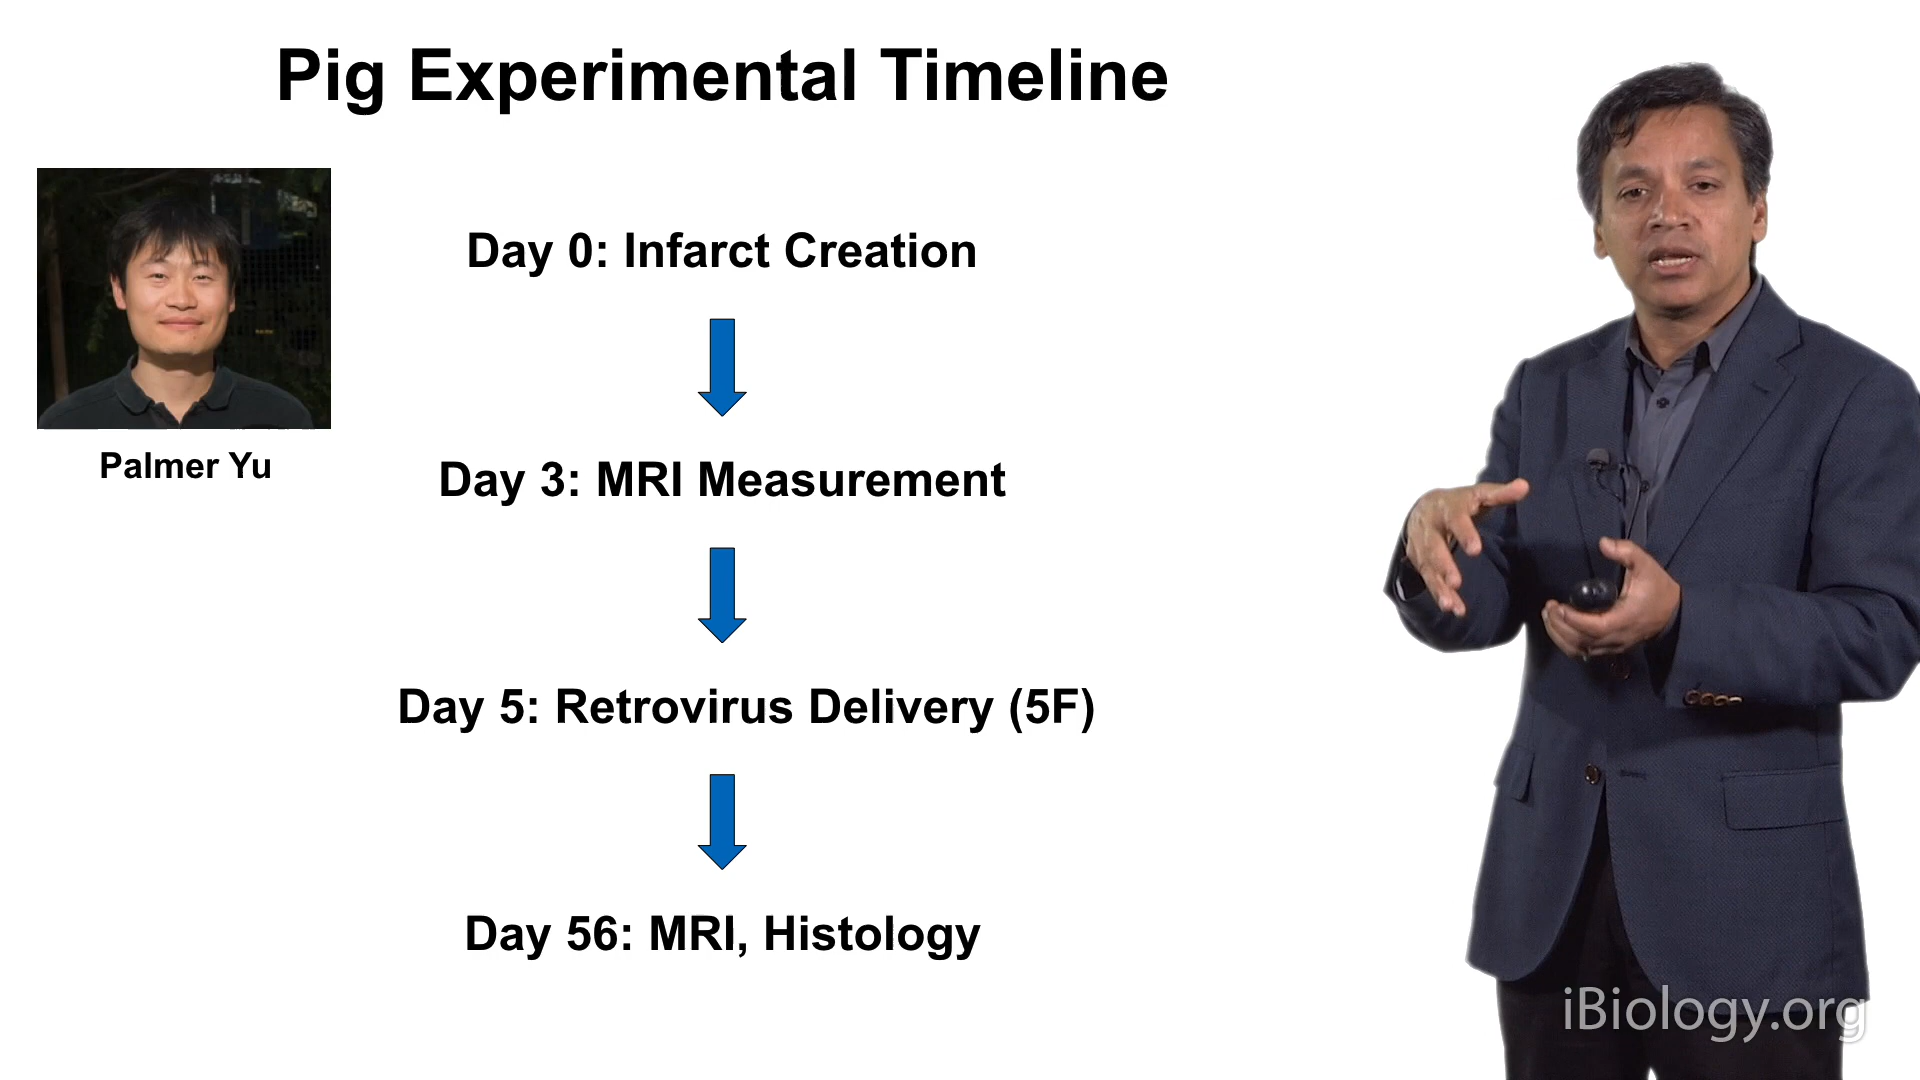 Pig Experimental Timeline
Palmer Yu
Day 0: Infarct Creation
Day 3: MRI Measurement
Day 5: Retrovirus Delivery (5F)
Day 56: MRI, Histology
iBiology.org